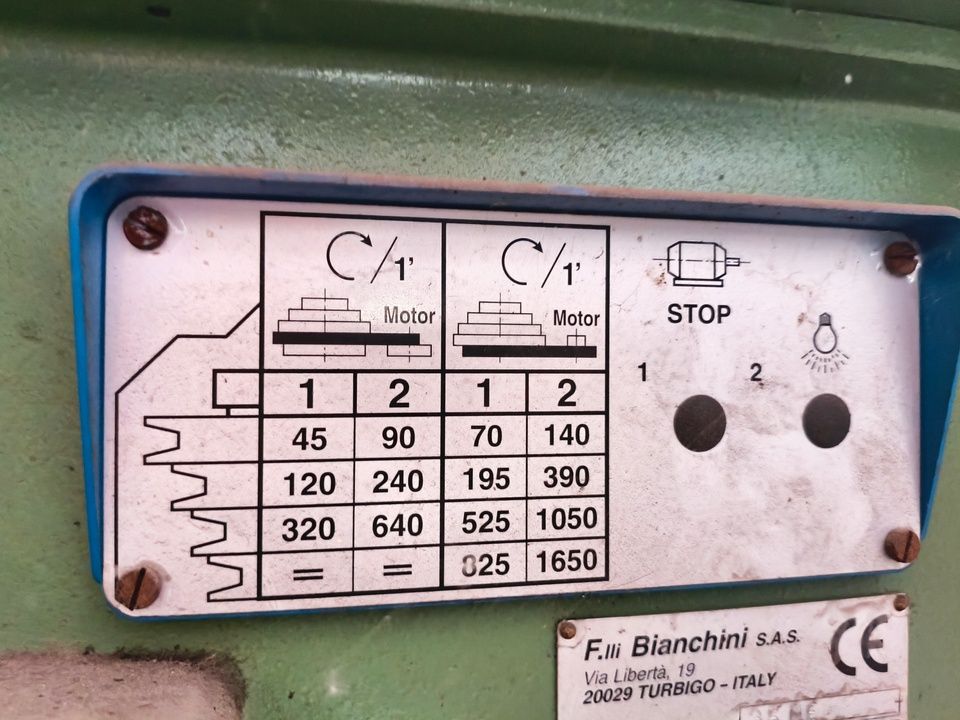 /1' /1'
Motor Motor
STOP
1 2
1 2 1 2
45 90 70 140
120 240 195 390
320 640 525 1050
= = 825 1650
F.lli Bianchini S.A.S.
Via Libertà, 19
20029 TURBIGO - ITALY
CE